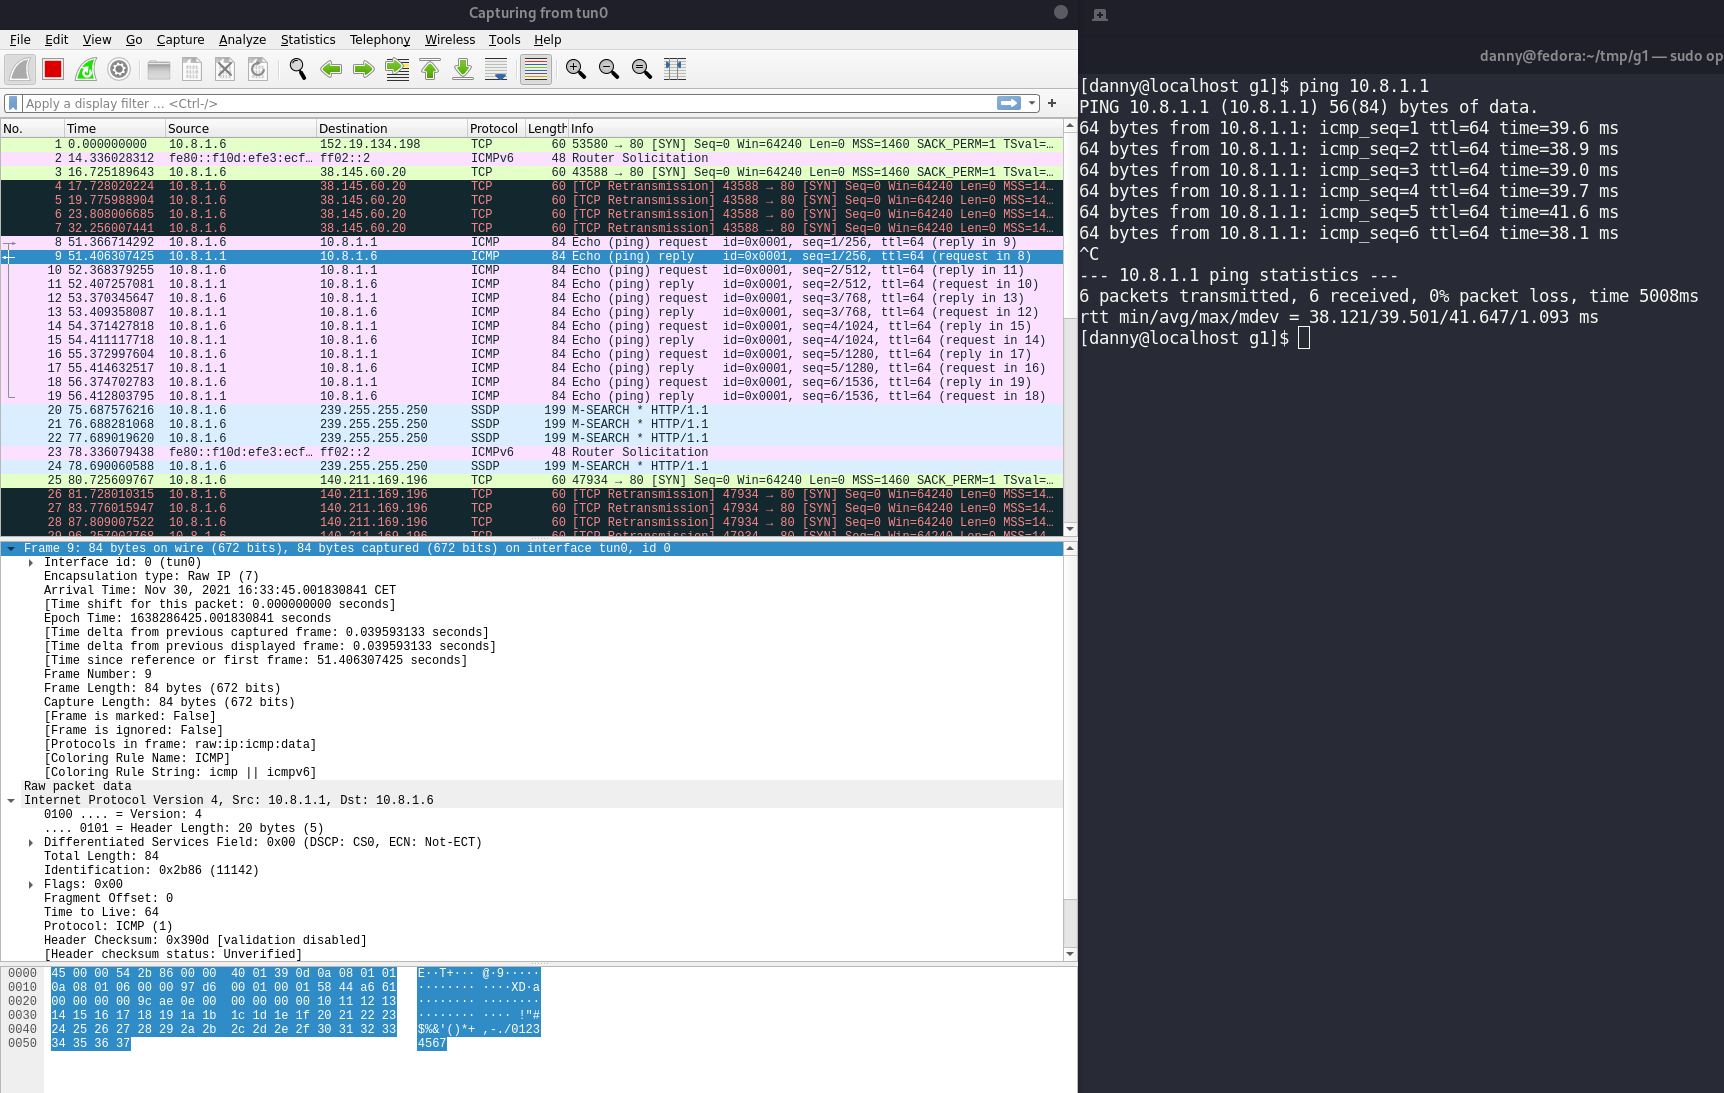 Capturing from tun0
File Edit View Go Capture Analyze Statistics Telephony Wireless Tools Help
Apply a display filter ... <Ctrl-/>
No. Time Source Destination Protocol Length Info
1 0.000000000 10.8.1.6 152.19.134.198 TCP 60 53580 → 80 [SYN] Seq=0 Win=64240 Len=0 MSS=1460 SACK_PERM=1 TSval=…
2 14.336028312 fe80::f10d:efe3:ecf… ff02::2 ICMPv6 48 Router Solicitation
3 16.725189643 10.8.1.6 38.145.60.20 TCP 60 43588 → 80 [SYN] Seq=0 Win=64240 Len=0 MSS=1460 SACK_PERM=1 TSval=…
4 17.728020224 10.8.1.6 38.145.60.20 TCP 60 [TCP Retransmission] 43588 → 80 [SYN] Seq=0 Win=64240 Len=0 MSS=14…
5 19.775988904 10.8.1.6 38.145.60.20 TCP 60 [TCP Retransmission] 43588 → 80 [SYN] Seq=0 Win=64240 Len=0 MSS=14…
6 23.808006685 10.8.1.6 38.145.60.20 TCP 60 [TCP Retransmission] 43588 → 80 [SYN] Seq=0 Win=64240 Len=0 MSS=14…
7 32.256007441 10.8.1.6 38.145.60.20 TCP 60 [TCP Retransmission] 43588 → 80 [SYN] Seq=0 Win=64240 Len=0 MSS=14…
8 51.366714292 10.8.1.6 10.8.1.1 ICMP 84 Echo (ping) request id=0x0001, seq=1/256, ttl=64 (reply in 9)
9 51.406307425 10.8.1.1 10.8.1.6 ICMP 84 Echo (ping) reply id=0x0001, seq=1/256, ttl=64 (request in 8)
10 52.368379255 10.8.1.6 10.8.1.1 ICMP 84 Echo (ping) request id=0x0001, seq=2/512, ttl=64 (reply in 11)
11 52.407257081 10.8.1.1 10.8.1.6 ICMP 84 Echo (ping) reply id=0x0001, seq=2/512, ttl=64 (request in 10)
12 53.370345647 10.8.1.6 10.8.1.1 ICMP 84 Echo (ping) request id=0x0001, seq=3/768, ttl=64 (reply in 13)
13 53.409358087 10.8.1.1 10.8.1.6 ICMP 84 Echo (ping) reply id=0x0001, seq=3/768, ttl=64 (request in 12)
14 54.371427818 10.8.1.6 10.8.1.1 ICMP 84 Echo (ping) request id=0x0001, seq=4/1024, ttl=64 (reply in 15)
15 54.411117718 10.8.1.1 10.8.1.6 ICMP 84 Echo (ping) reply id=0x0001, seq=4/1024, ttl=64 (request in 14)
16 55.372997604 10.8.1.6 10.8.1.1 ICMP 84 Echo (ping) request id=0x0001, seq=5/1280, ttl=64 (reply in 17)
17 55.414632517 10.8.1.1 10.8.1.6 ICMP 84 Echo (ping) reply id=0x0001, seq=5/1280, ttl=64 (request in 16)
18 56.374702783 10.8.1.6 10.8.1.1 ICMP 84 Echo (ping) request id=0x0001, seq=6/1536, ttl=64 (reply in 19)
19 56.412803795 10.8.1.1 10.8.1.6 ICMP 84 Echo (ping) reply id=0x0001, seq=6/1536, ttl=64 (request in 18)
20 75.687576216 10.8.1.6 239.255.255.250 SSDP 199 M-SEARCH * HTTP/1.1
21 76.688281068 10.8.1.6 239.255.255.250 SSDP 199 M-SEARCH * HTTP/1.1
22 77.689019620 10.8.1.6 239.255.255.250 SSDP 199 M-SEARCH * HTTP/1.1
23 78.336079438 fe80::f10d:efe3:ecf… ff02::2 ICMPv6 48 Router Solicitation
24 78.690060588 10.8.1.6 239.255.255.250 SSDP 199 M-SEARCH * HTTP/1.1
25 80.725609767 10.8.1.6 140.211.169.196 TCP 60 47934 → 80 [SYN] Seq=0 Win=64240 Len=0 MSS=1460 SACK_PERM=1 TSval=…
26 81.728010315 10.8.1.6 140.211.169.196 TCP 60 [TCP Retransmission] 47934 → 80 [SYN] Seq=0 Win=64240 Len=0 MSS=14…
27 83.776015947 10.8.1.6 140.211.169.196 TCP 60 [TCP Retransmission] 47934 → 80 [SYN] Seq=0 Win=64240 Len=0 MSS=14…
28 87.809007522 10.8.1.6 140.211.169.196 TCP 60 [TCP Retransmission] 47934 → 80 [SYN] Seq=0 Win=64240 Len=0 MSS=14…
Frame 9: 84 bytes on wire (672 bits), 84 bytes captured (672 bits) on interface tun0, id 0
Interface id: 0 (tun0)
Encapsulation type: Raw IP (7)
Arrival Time: Nov 30, 2021 16:33:45.001830841 CET
[Time shift for this packet: 0.000000000 seconds]
Epoch Time: 1638286425.001830841 seconds
[Time delta from previous captured frame: 0.039593133 seconds]
[Time delta from previous displayed frame: 0.039593133 seconds]
[Time since reference or first frame: 51.406307425 seconds]
Frame Number: 9
Frame Length: 84 bytes (672 bits)
Capture Length: 84 bytes (672 bits)
[Frame is marked: False]
[Frame is ignored: False]
[Protocols in frame: raw:ip:icmp:data]
[Coloring Rule Name: ICMP]
[Coloring Rule String: icmp || icmpv6]
Raw packet data
Internet Protocol Version 4, Src: 10.8.1.1, Dst: 10.8.1.6
0100 .... = Version: 4
.... 0101 = Header Length: 20 bytes (5)
Differentiated Services Field: 0x00 (DSCP: CS0, ECN: Not-ECT)
Total Length: 84
Identification: 0x2b86 (11142)
Flags: 0x00
Fragment Offset: 0
Time to Live: 64
Protocol: ICMP (1)
Header Checksum: 0x390d [validation disabled]
[Header checksum status: Unverified]
0000 45 00 00 54 2b 86 00 00 40 01 39 0d 0a 08 01 01 E··T+··· @·9·····
0010 0a 08 01 06 00 00 97 d6 00 01 00 01 58 44 a6 61 ········ ····XD·a
0020 00 00 00 00 9c ae 0e 00 00 00 00 00 10 11 12 13 ········ ········
0030 14 15 16 17 18 19 1a 1b 1c 1d 1e 1f 20 21 22 23 ········ ···· !"#
0040 24 25 26 27 28 29 2a 2b 2c 2d 2e 2f 30 31 32 33 $%&'()*+ ,-./0123
0050 34 35 36 37 4567
danny@fedora:~/tmp/g1 — sudo op
[danny@localhost g1]$ ping 10.8.1.1
PING 10.8.1.1 (10.8.1.1) 56(84) bytes of data.
64 bytes from 10.8.1.1: icmp_seq=1 ttl=64 time=39.6 ms
64 bytes from 10.8.1.1: icmp_seq=2 ttl=64 time=38.9 ms
64 bytes from 10.8.1.1: icmp_seq=3 ttl=64 time=39.0 ms
64 bytes from 10.8.1.1: icmp_seq=4 ttl=64 time=39.7 ms
64 bytes from 10.8.1.1: icmp_seq=5 ttl=64 time=41.6 ms
64 bytes from 10.8.1.1: icmp_seq=6 ttl=64 time=38.1 ms
^C
--- 10.8.1.1 ping statistics ---
6 packets transmitted, 6 received, 0% packet loss, time 5008ms
rtt min/avg/max/mdev = 38.121/39.501/41.647/1.093 ms
[danny@localhost g1]$